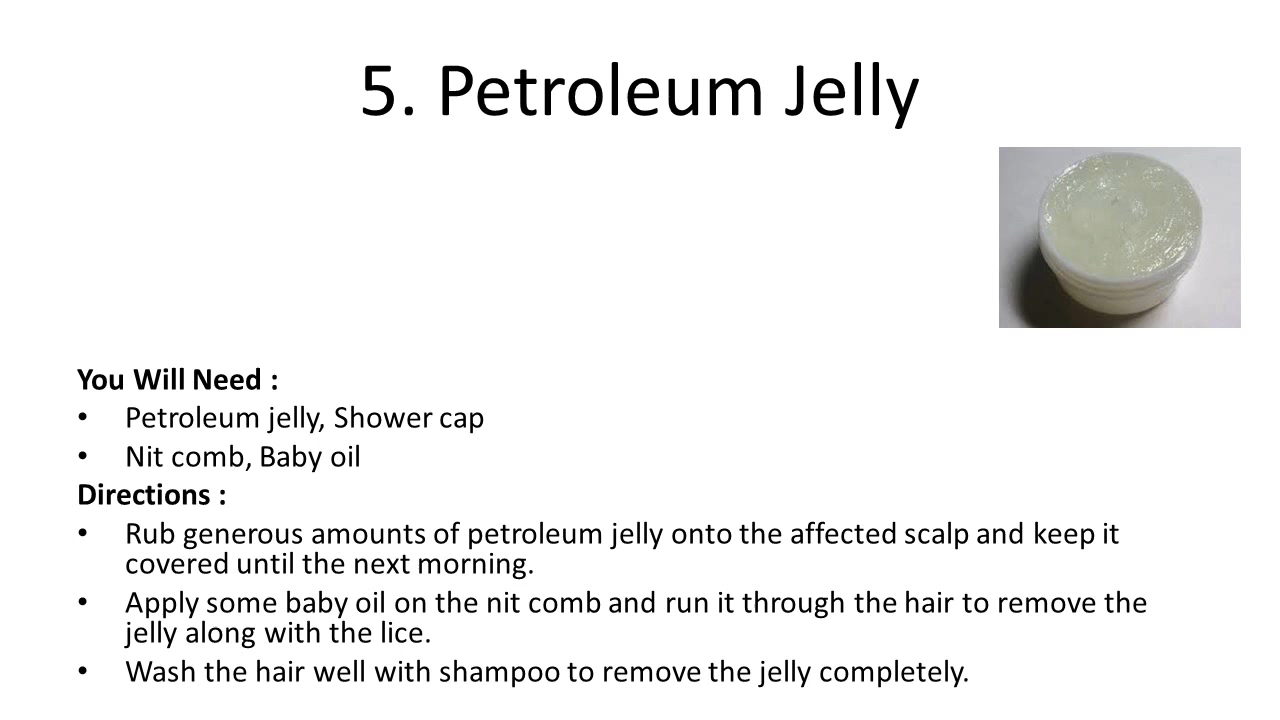 5. Petroleum Jelly
You Will Need :
• Petroleum jelly, Shower cap
• Nit comb, Baby oil
Directions :
• Rub generous amounts of petroleum jelly onto the affected scalp and keep it
covered until the next morning.
• Apply some baby oil on the nit comb and run it through the hair to remove the
jelly along with the lice.
• Wash the hair well with shampoo to remove the jelly completely.